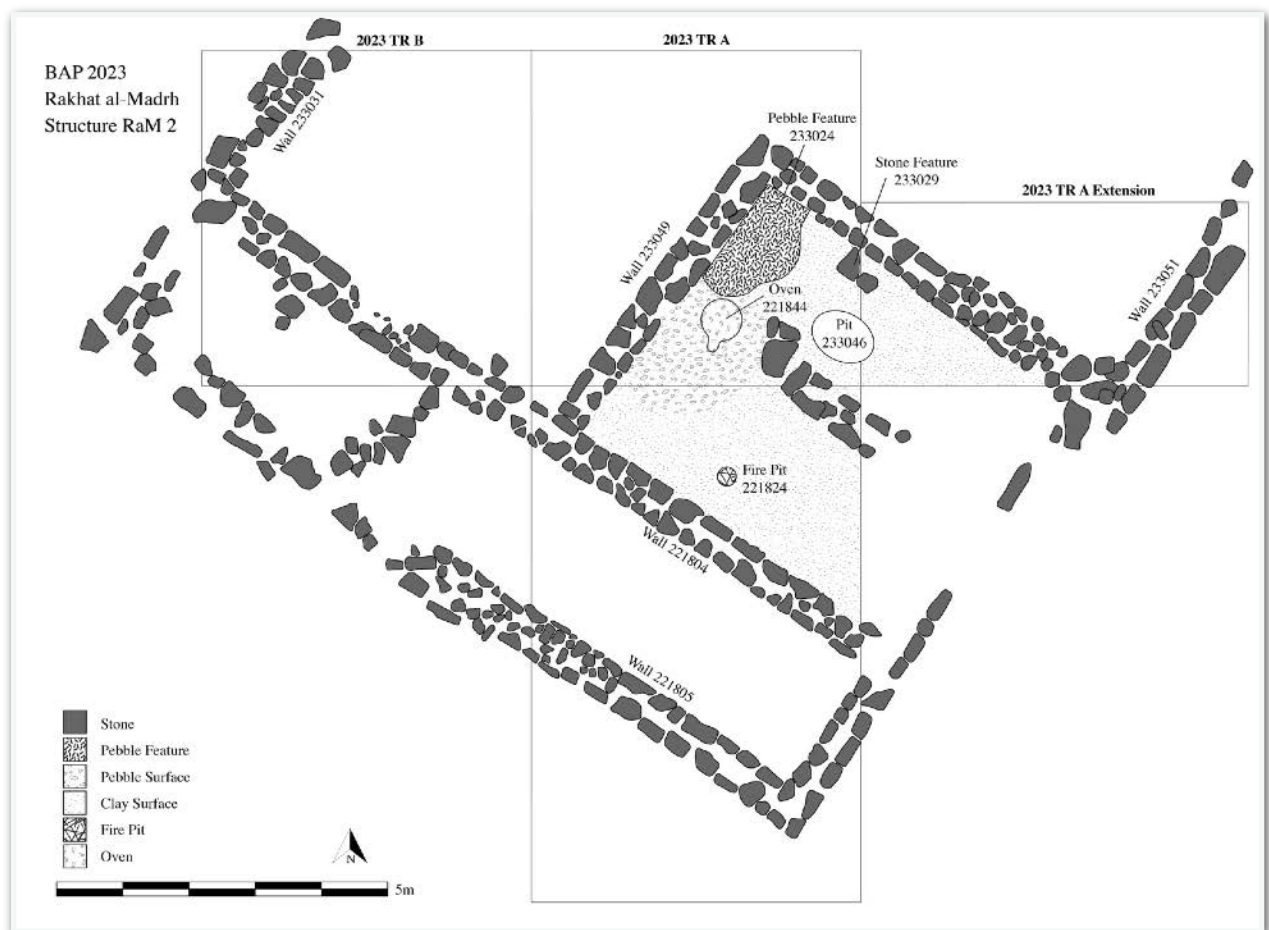 2023 TR B
2023 TR A
BAP 2023
Rakhat al-Madrh
Structure RaM 2
Wall 233031
Pebble Feature
233024
Stone Feature
233029
2023 TR A Extension
Wall 233049
Wall 233051
Oven
221844
Pit
233046
Fire Pit
221824
Wall 221804
Wall 221805
Stone
Pebble Feature
Pebble Surface
Clay Surface
Fire Pit
Oven
N
5m